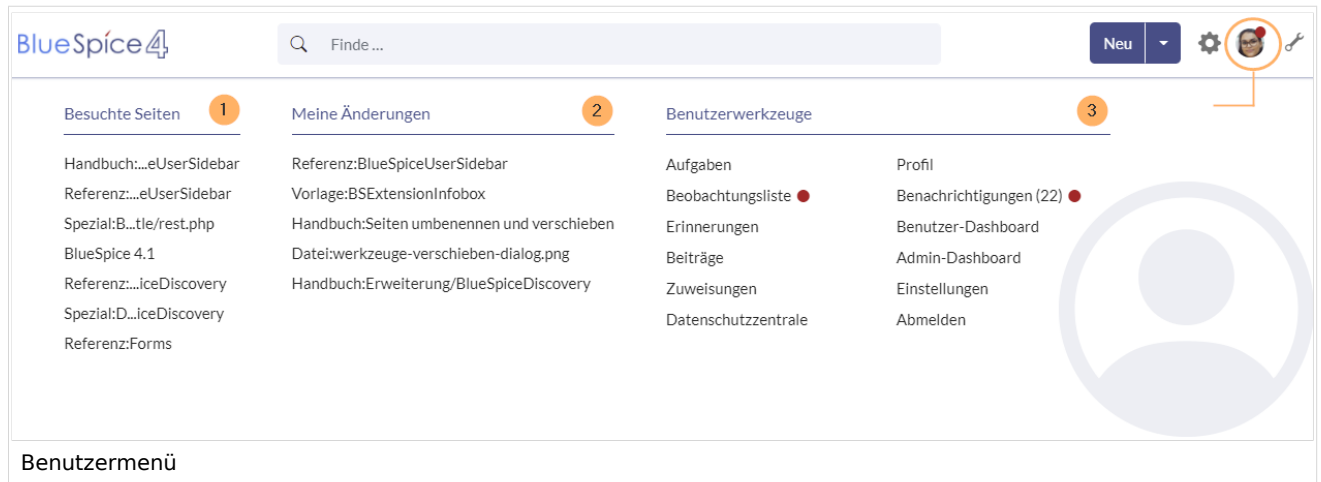 BlueSpice 4
Finde ...
Neu
Besuchte Seiten 1
Handbuch:...eUserSidebar
Referenz:...eUserSidebar
Spezial:B...tle/rest.php
BlueSpice 4.1
Referenz:...iceDiscovery
Spezial:D...iceDiscovery
Referenz:Forms
Meine Änderungen 2
Referenz:BlueSpiceUserSidebar
Vorlage:BSExtensionInfobox
Handbuch:Seiten umbenennen und verschieben
Datei:werkzeuge-verschieben-dialog.png
Handbuch:Erweiterung/BlueSpiceDiscovery
Benutzerwerkzeuge 3
Aufgaben
Beobachtungsliste
Erinnerungen
Beiträge
Zuweisungen
Datenschutzzentrale
Profil
Benachrichtigungen (22)
Benutzer-Dashboard
Admin-Dashboard
Einstellungen
Abmelden
Benutzermenü